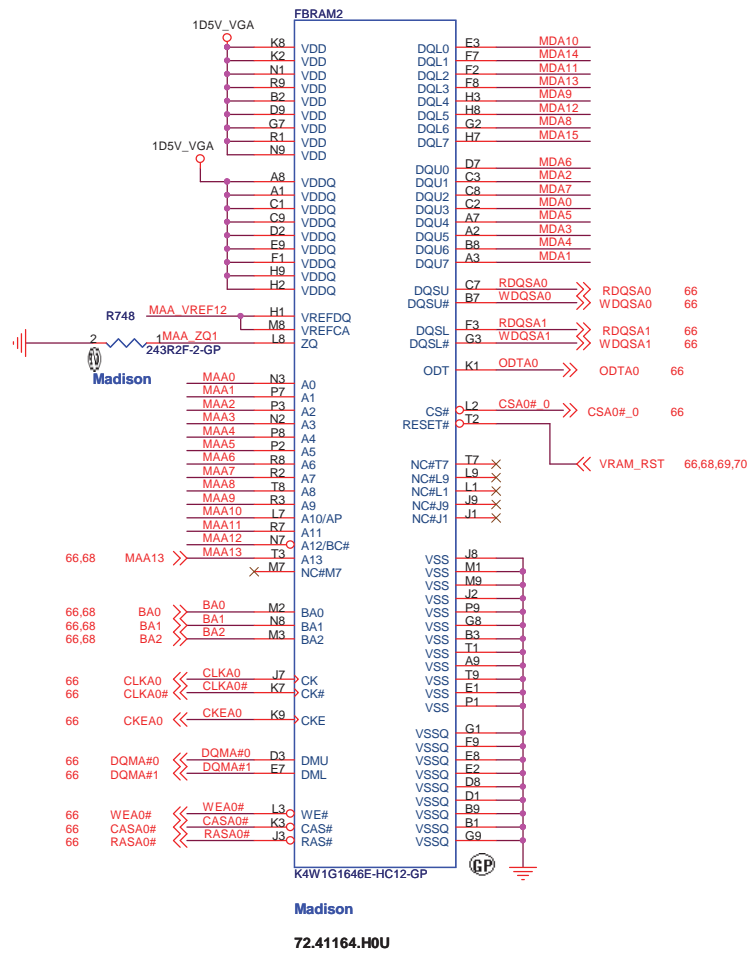 FBRAM2
1D5V_VGA
K8 VDD
K2 VDD
N1 VDD
R9 VDD
B2 VDD
D9 VDD
G7 VDD
R1 VDD
N9 VDD
1D5V_VGA
A8 VDDQ
A1 VDDQ
C1 VDDQ
C9 VDDQ
D2 VDDQ
E9 VDDQ
F1 VDDQ
H9 VDDQ
H2 VDDQ
MAA_VREF12 H1 VREFDQ
M8 VREFCA
R748
2 1 MAA_ZQ1 L8 ZQ
243R2F-2-GP
Madison
MAA0 N3 A0
MAA1 P7 A1
MAA2 P3 A2
MAA3 N2 A3
MAA4 P8 A4
MAA5 P2 A5
MAA6 R8 A6
MAA7 R2 A7
MAA8 T8 A8
MAA9 R3 A9
MAA10 L7 A10/AP
MAA11 R7 A11
MAA12 N7 A12/BC#
66,68 MAA13 MAA13 T3 A13
M7 NC#M7
66,68 BA0 BA0 M2 BA0
66,68 BA1 BA1 N8 BA1
66,68 BA2 BA2 M3 BA2
66 CLKA0 CLKA0 J7 CK
66 CLKA0# CLKA0# K7 CK#
66 CKEA0 CKEA0 K9 CKE
66 DQMA#0 DQMA#0 D3 DMU
66 DQMA#1 DQMA#1 E7 DML
66 WEA0# WEA0# L3 WE#
66 CASA0# CASA0# K3 CAS#
66 RASA0# RASA0# J3 RAS#
DQL0 E3 MDA10
DQL1 F7 MDA14
DQL2 F2 MDA11
DQL3 F8 MDA13
DQL4 H3 MDA9
DQL5 H8 MDA12
DQL6 G2 MDA8
DQL7 H7 MDA15
DQU0 D7 MDA6
DQU1 C3 MDA2
DQU2 C8 MDA7
DQU3 C2 MDA0
DQU4 A7 MDA5
DQU5 A2 MDA3
DQU6 B8 MDA4
DQU7 A3 MDA1
DQSU C7 RDQSA0 RDQSA0 66
DQSU# B7 WDQSA0 WDQSA0 66
DQSL F3 RDQSA1 RDQSA1 66
DQSL# G3 WDQSA1 WDQSA1 66
ODT K1 ODTA0 ODTA0 66
CS# L2 CSA0#_0 CSA0#_0 66
RESET# T2
VRAM_RST 66,68,69,70
NC#T7 T7
NC#L9 L9
NC#L1 L1
NC#J9 J9
NC#J1 J1
VSS J8
VSS M1
VSS M9
VSS J2
VSS P9
VSS G8
VSS B3
VSS T1
VSS A9
VSS T9
VSS E1
VSS P1
VSSQ G1
VSSQ F9
VSSQ E8
VSSQ E2
VSSQ D8
VSSQ D1
VSSQ B9
VSSQ B1
VSSQ G9
K4W1G1646E-HC12-GP
GP
Madison
72.41164.H0U